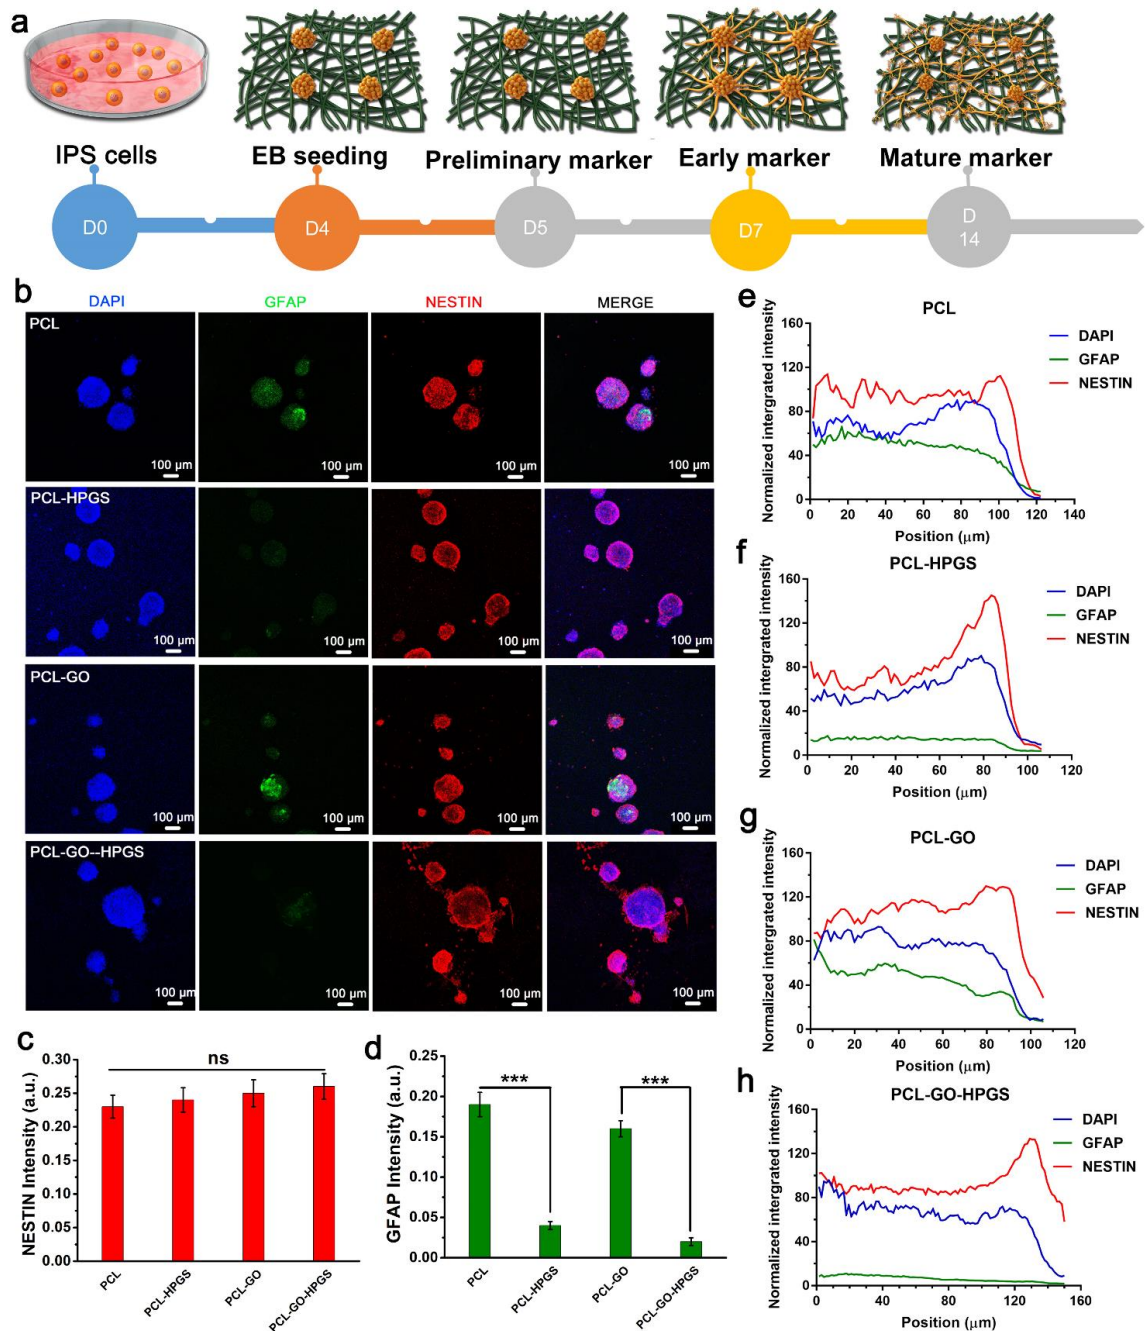 a
IPS cells
EB seeding
Preliminary marker
Early marker
Mature marker
D0
D4
D5
D7
D
14
b
DAPI
GFAP
NESTIN
MERGE
PCL
100 µm
100 µm
100 µm
100 µm
PCL-HPGS
100 µm
100 µm
100 µm
100 µm
PCL-GO
100 µm
100 µm
100 µm
100 µm
PCL-GO--HPGS
100 µm
100 µm
100 µm
100 µm
c
ns
NESTIN Intensity (a.u.)
0.30
0.25
0.20
0.15
0.10
0.05
0.00
PCL
PCL-HPGS
PCL-GO
PCL-GO-HPGS
d
***
***
GFAP Intensity (a.u.)
0.25
0.20
0.15
0.10
0.05
0.00
PCL
PCL-HPGS
PCL-GO
PCL-GO-HPGS
e
PCL
Normalized intergrated intensity
160
120
80
40
0
0 20 40 60 80 100 120 140
Position (µm)
DAPI
GFAP
NESTIN
f
PCL-HPGS
Normalized intergrated intensity
160
120
80
40
0
0 20 40 60 80 100 120
Position (µm)
DAPI
GFAP
NESTIN
g
PCL-GO
Normalized intergrated intensity
160
120
80
40
0
0 20 40 60 80 100
Position (µm)
DAPI
GFAP
NESTIN
h
PCL-GO-HPGS
Normalized intergrated intensity
160
120
80
40
0
0 40 80 120 160
Position (µm)
DAPI
GFAP
NESTIN